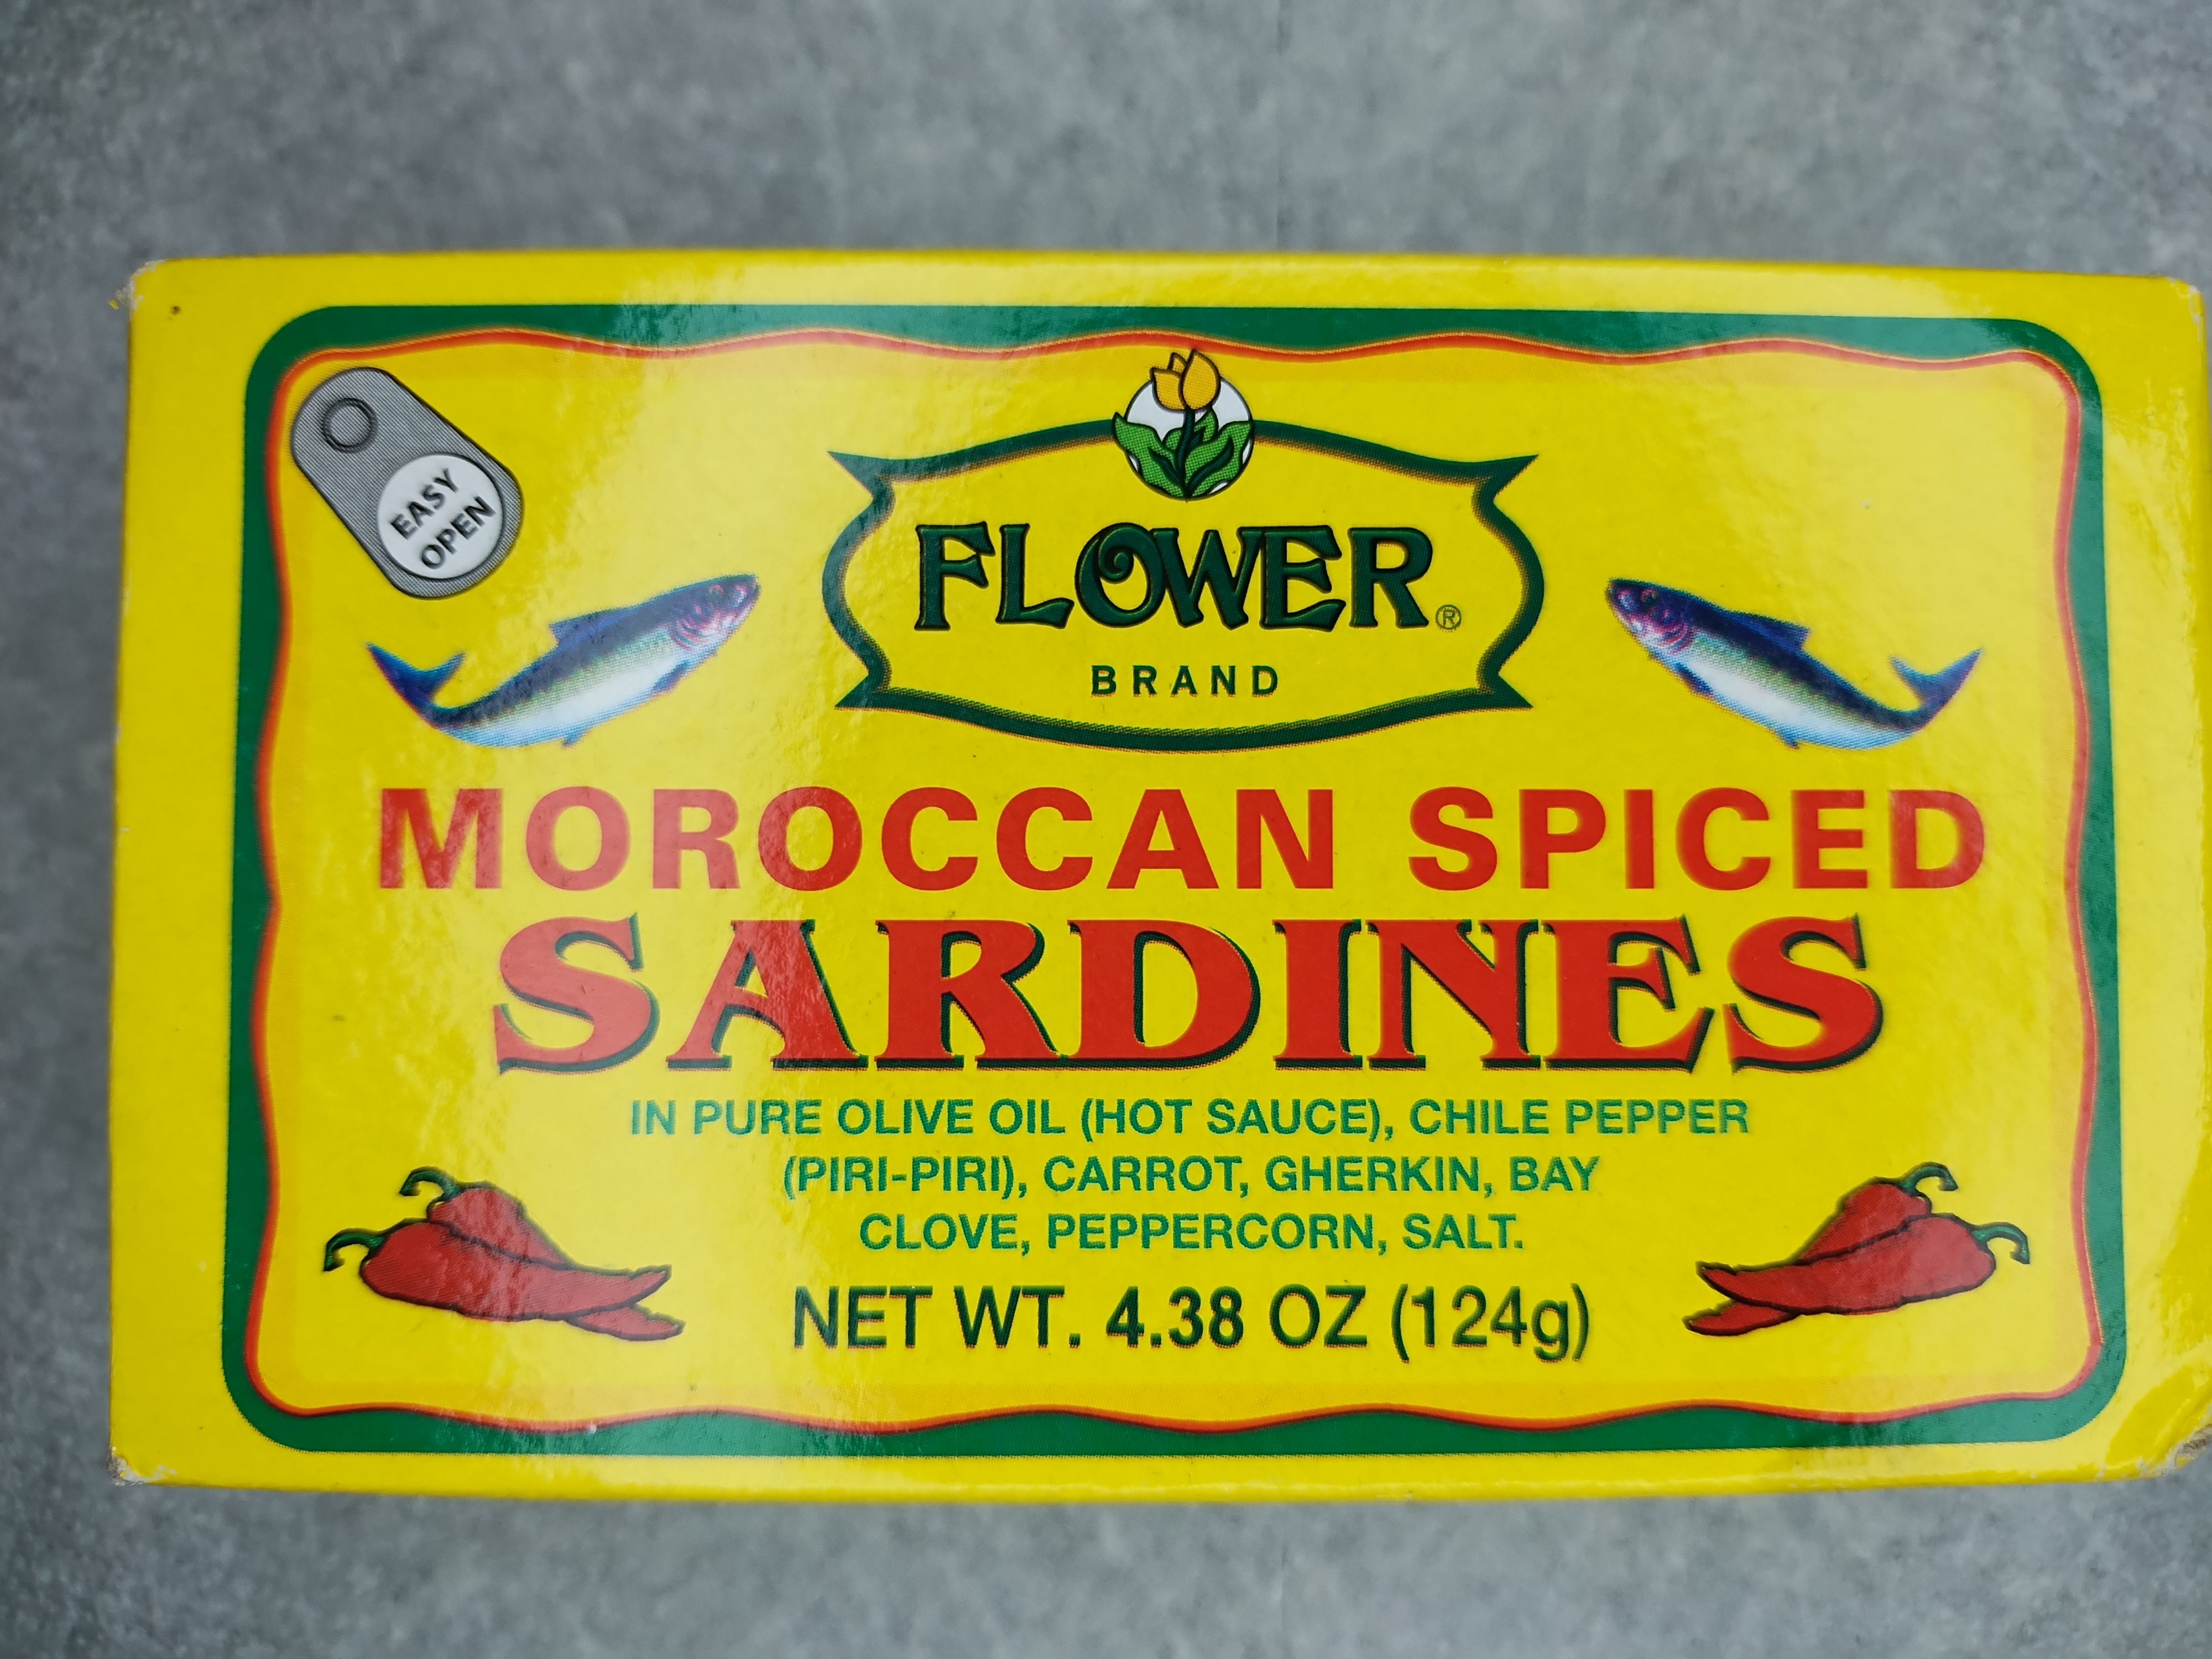 EASY
OPEN
FLOWER®
BRAND
MOROCCAN SPICED
SARDINES
IN PURE OLIVE OIL (HOT SAUCE), CHILE PEPPER
(PIRI-PIRI), CARROT, GHERKIN, BAY
CLOVE, PEPPERCORN, SALT.
NET WT. 4.38 OZ (124g)